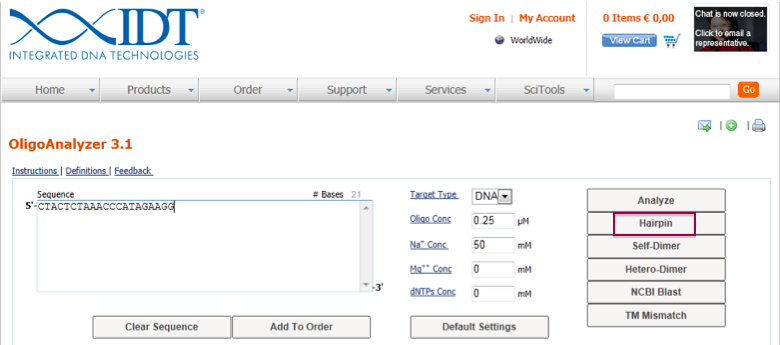 IDT®
INTEGRATED DNA TECHNOLOGIES
Sign In | My Account
WorldWide
0 Items € 0,00
View Cart
Chat is now closed.
Click to email a
representative.
Home Products Order Support Services SciTools Go
OligoAnalyzer 3.1
Instructions | Definitions | Feedback
Sequence # Bases 21
5'- CTACTCTAAACCCATAGAAGG
-3'
Clear Sequence Add To Order
Target Type DNA
Oligo Conc 0.25 µM
Na⁺ Conc 50 mM
Mg⁺⁺ Conc 0 mM
dNTPs Conc 0 mM
Default Settings
Analyze
Hairpin
Self-Dimer
Hetero-Dimer
NCBI Blast
TM Mismatch